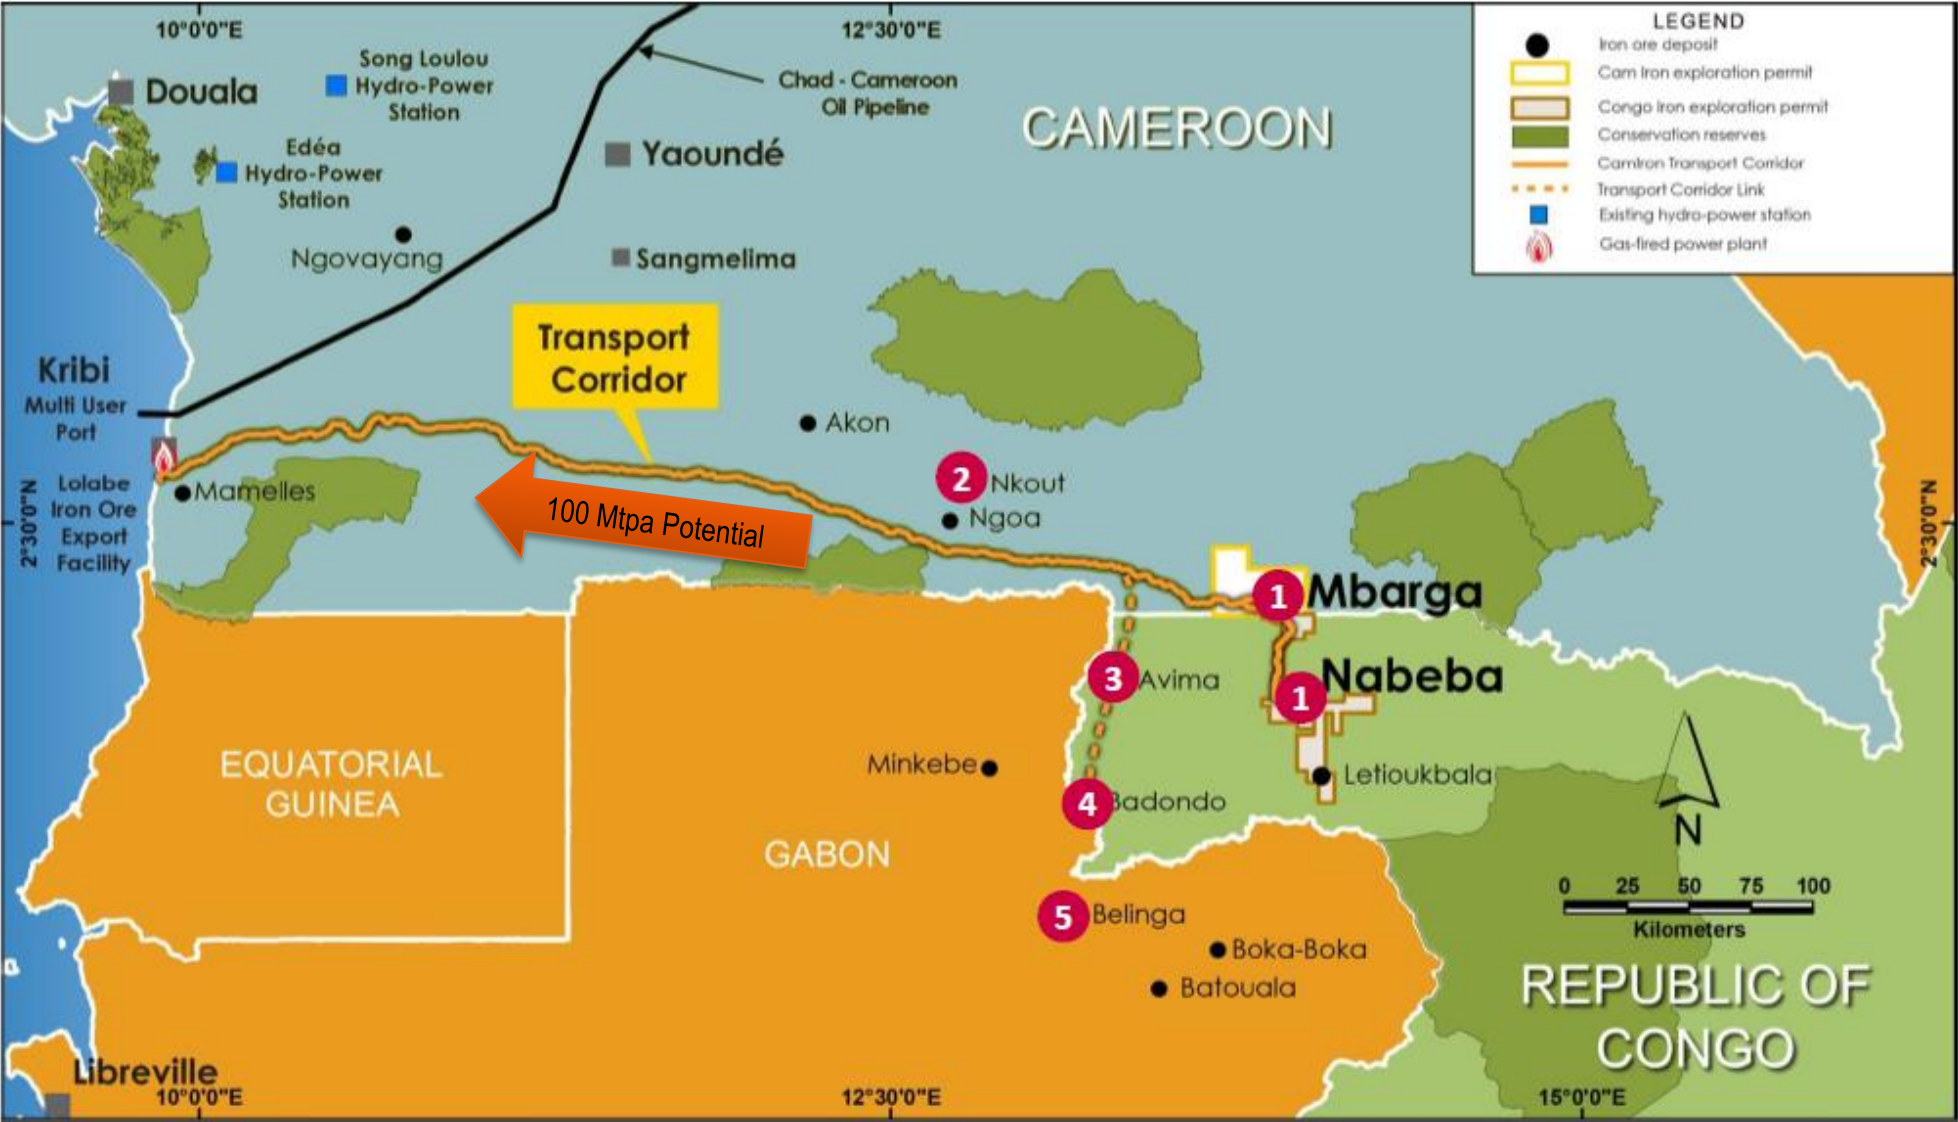 10°0'0"E
12°30'0"E
LEGEND
Iron ore deposit
Cam Iron exploration permit
Congo Iron exploration permit
Conservation reserves
CamIron Transport Corridor
Transport Corridor Link
Existing hydro-power station
Gas-fired power plant
Song Loulou
Hydro-Power
Station
Douala
Chad - Cameroon
Oil Pipeline
CAMEROON
Edéa
Hydro-Power
Station
Yaoundé
Ngovayang
Sangmelima
Transport
Corridor
Kribi
Multi User
Port
Akon
2
Nkout
Ngoa
Mamelles
Lolabe
Iron Ore
Export
Facility
2°30'0"N
2°30'0"N
100 Mtpa Potential
1
Mbarga
3
Avima
1
Nabeba
EQUATORIAL
GUINEA
Minkebe
Letioukbala
4
Badondo
GABON
N
0 25 50 75 100
Kilometers
5
Belinga
Boka-Boka
Batouala
REPUBLIC OF
CONGO
Libreville
10°0'0"E
12°30'0"E
15°0'0"E